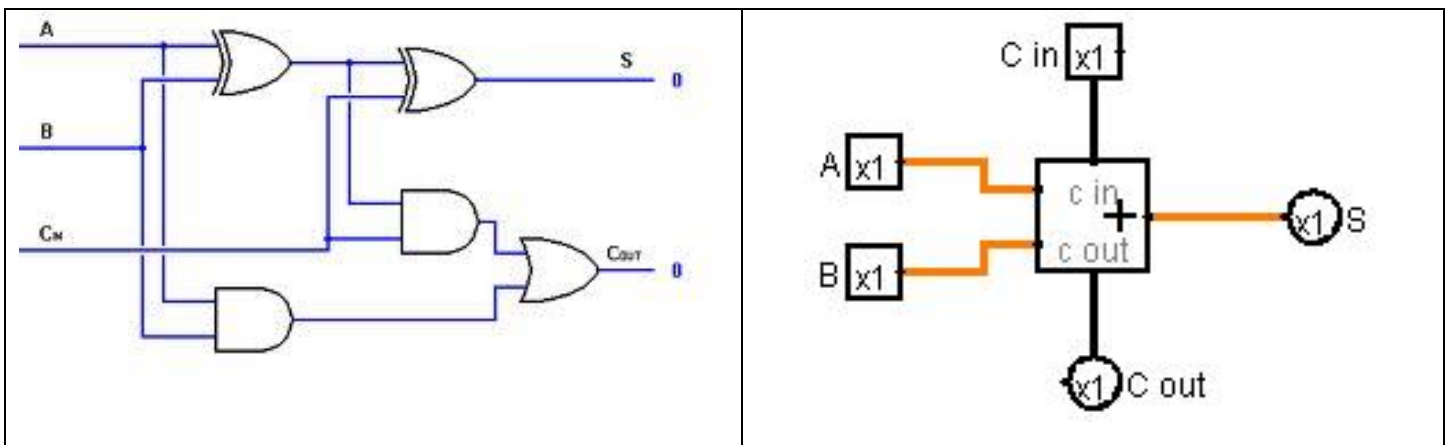 A
B
CIN
S
0
COUT
0
C in x1
A x1
c in
+
x1 S
B x1
c out
x1 C out